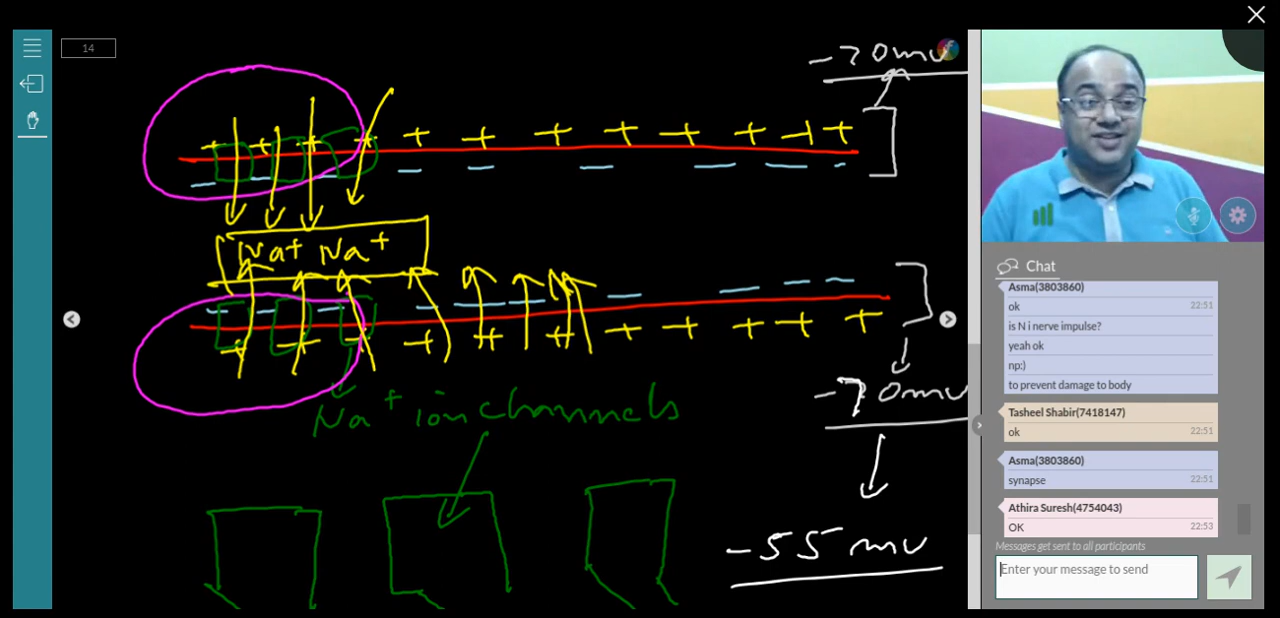 14
-70mv
Na+ Na+
-70mv
Na+ ion channels
-55mv
Chat
Asma(3803860)
ok
22:51
is N i nerve impulse?
yeah ok
np:)
to prevent damage to body
Tasheel Shabir(7418147)
ok
22:51
Asma(3803860)
synapse
22:51
Athira Suresh(4754043)
OK
22:53
Messages get sent to all participants
Enter your message to send